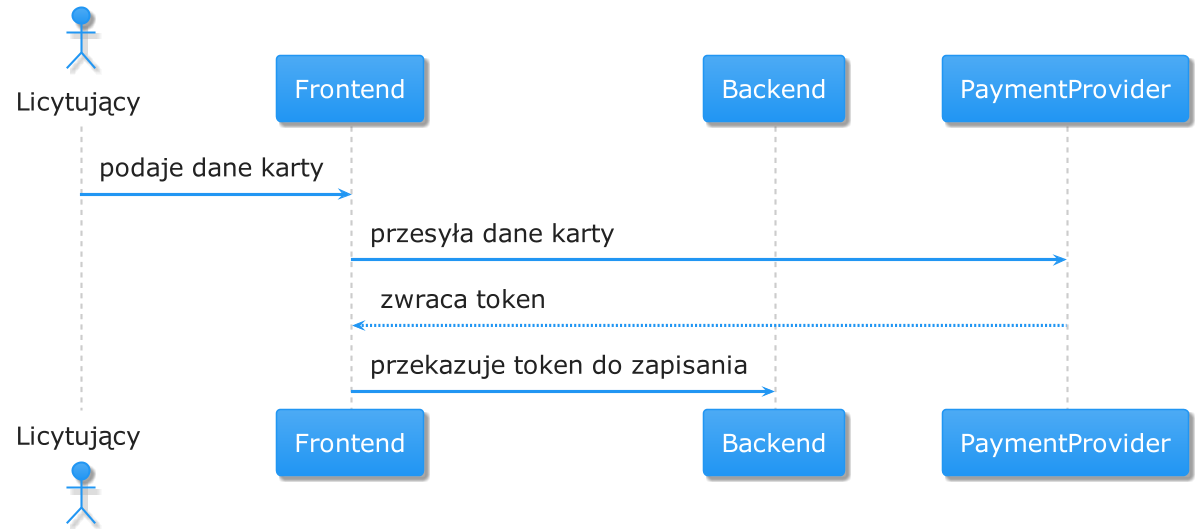 Licytujący
Frontend
Backend
PaymentProvider
podaje dane karty
przesyła dane karty
zwraca token
przekazuje token do zapisania
Licytujący
Frontend
Backend
PaymentProvider